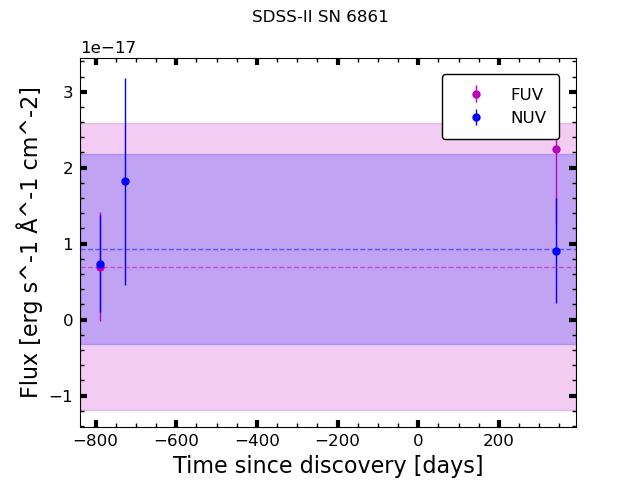 SDSS-II SN 6861
1e−17
FUV
NUV
3
2
1
0
−1
Flux [erg s^-1 Å^-1 cm^-2]
−800 −600 −400 −200 0 200
Time since discovery [days]